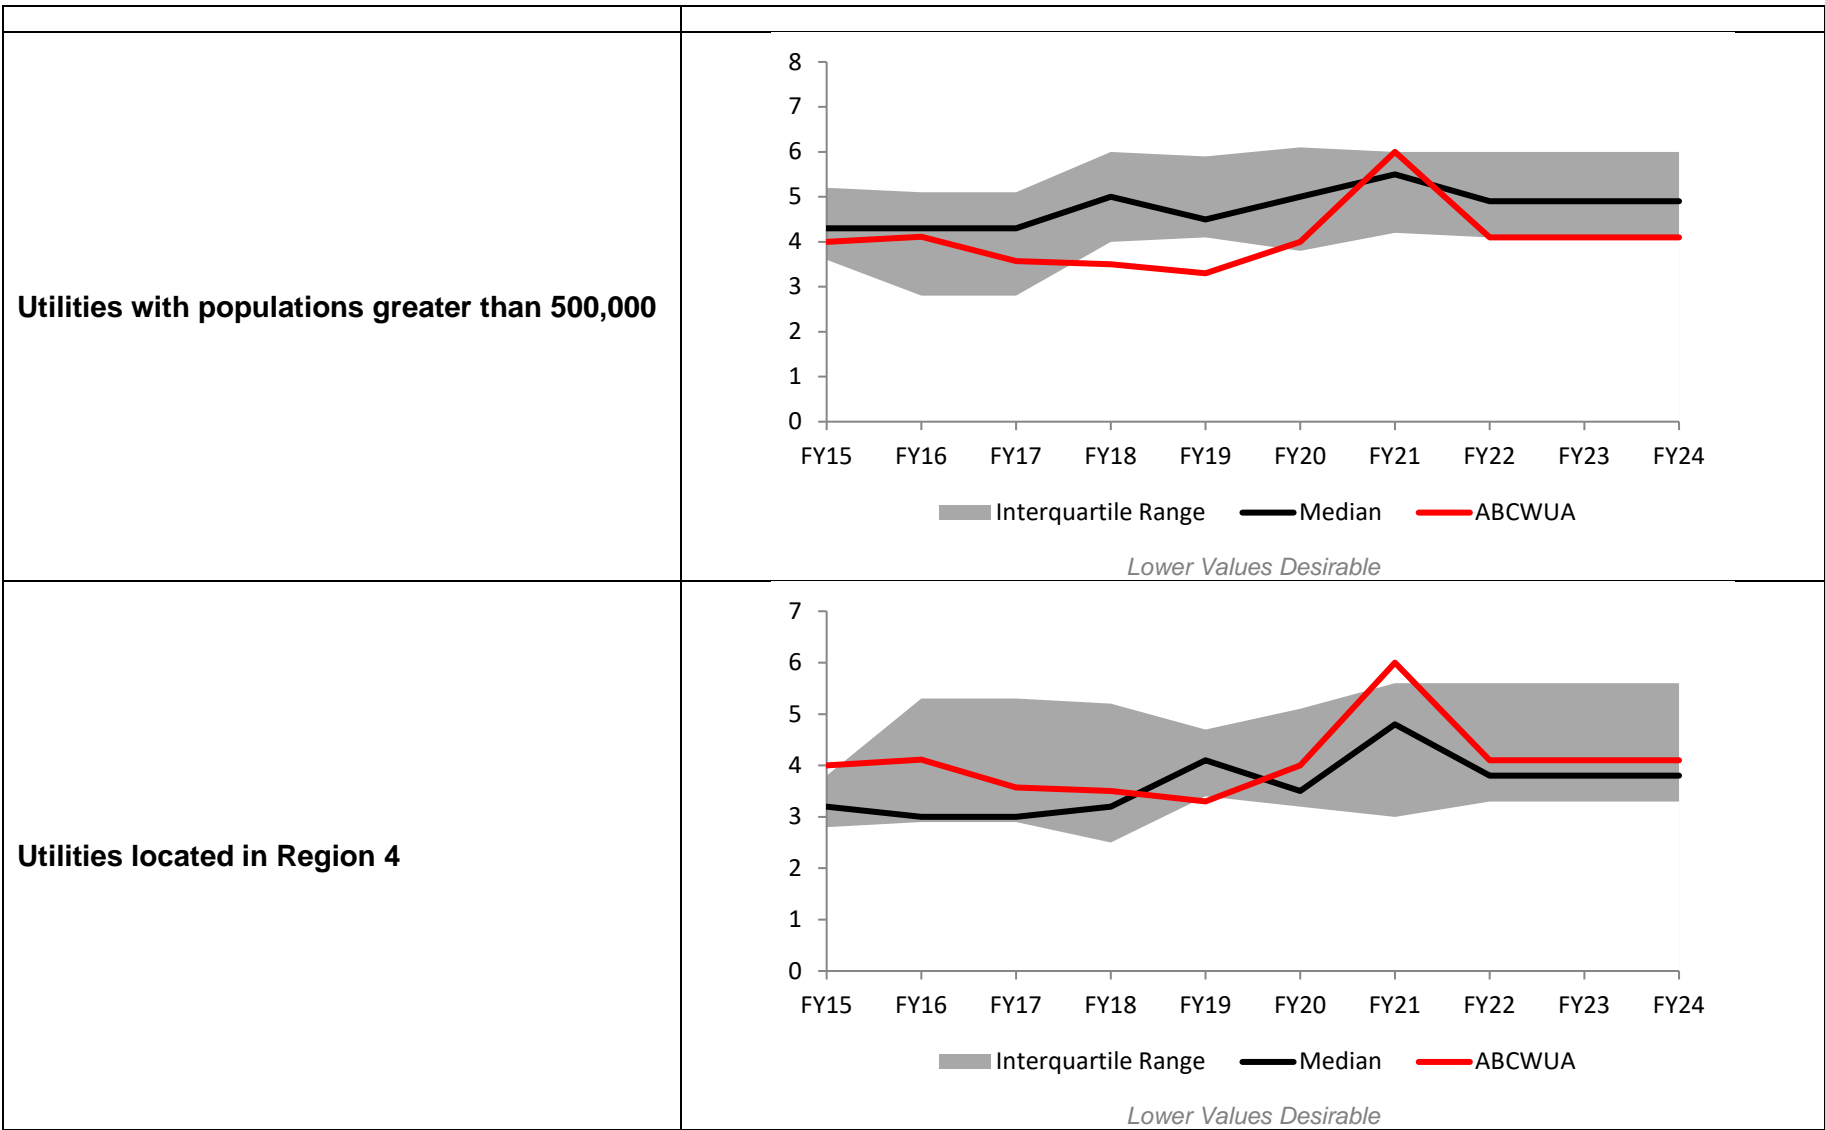 Utilities with populations greater than 500,000
8
7
6
5
4
3
2
1
0
FY15 FY16 FY17 FY18 FY19 FY20 FY21 FY22 FY23 FY24
Interquartile Range Median ABCWUA
Lower Values Desirable
Utilities located in Region 4
7
6
5
4
3
2
1
0
FY15 FY16 FY17 FY18 FY19 FY20 FY21 FY22 FY23 FY24
Interquartile Range Median ABCWUA
Lower Values Desirable